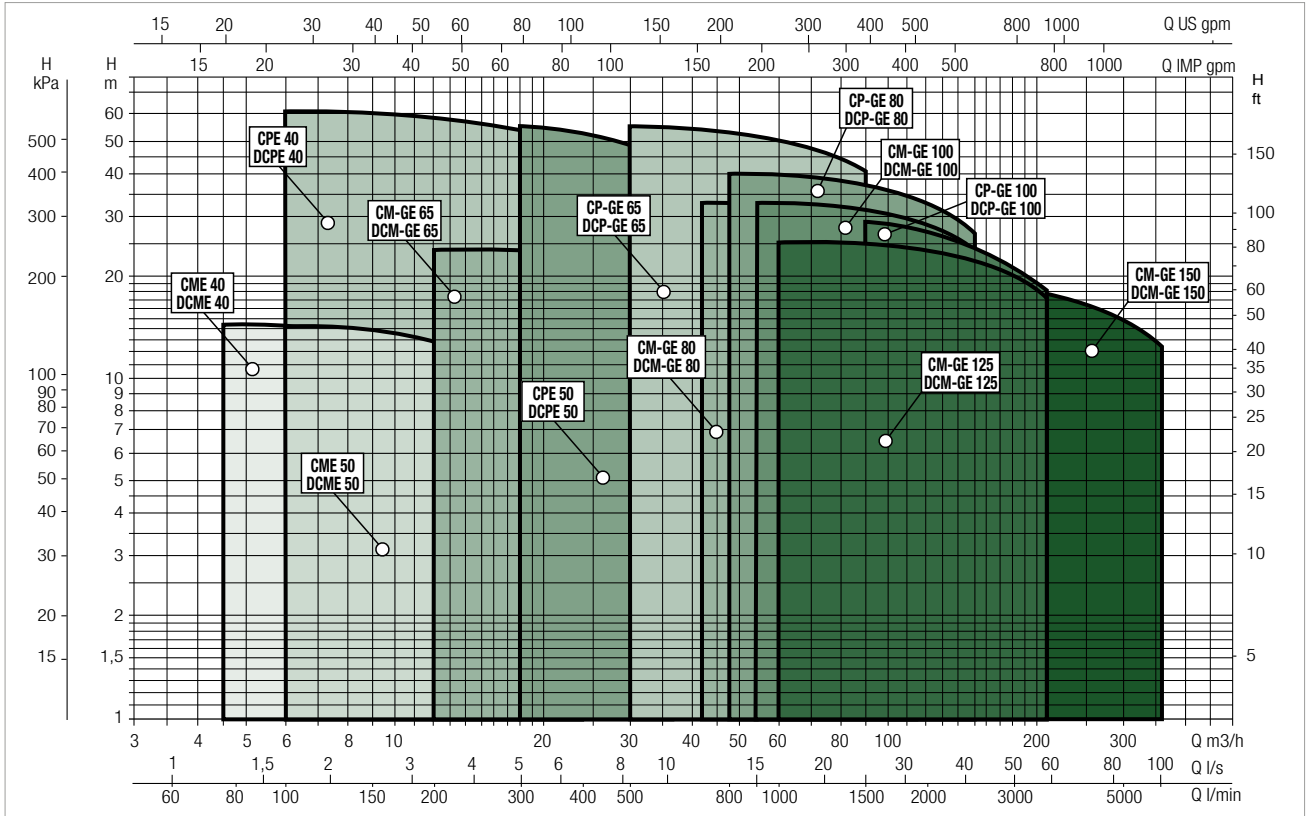 15 20 30 40 50 60 80 100 150 200 300 400 500 800 1000 Q US gpm
15 20 30 40 50 60 80 100 150 200 300 400 500 800 1000 Q IMP gpm
H
kPa
H
m
H
ft
500
400
300
200
100
90
80
70
60
50
40
30
20
15
60
50
40
30
20
10
9
8
7
6
5
4
3
2
1,5
1
150
100
80
60
50
40
35
30
25
20
15
10
5
CPE 40
DCPE 40
CP-GE 80
DCP-GE 80
CM-GE 100
DCM-GE 100
CP-GE 100
DCP-GE 100
CM-GE 65
DCM-GE 65
CP-GE 65
DCP-GE 65
CME 40
DCME 40
CM-GE 150
DCM-GE 150
CM-GE 80
DCM-GE 80
CM-GE 125
DCM-GE 125
CPE 50
DCPE 50
CME 50
DCME 50
3 4 5 6 8 10 20 30 40 50 60 80 100 200 300 Q m3/h
1 1,5 2 3 4 5 6 8 10 15 20 30 40 50 60 80 100 Q l/s
60 80 100 150 200 300 400 500 800 1000 1500 2000 3000 5000 Q l/min